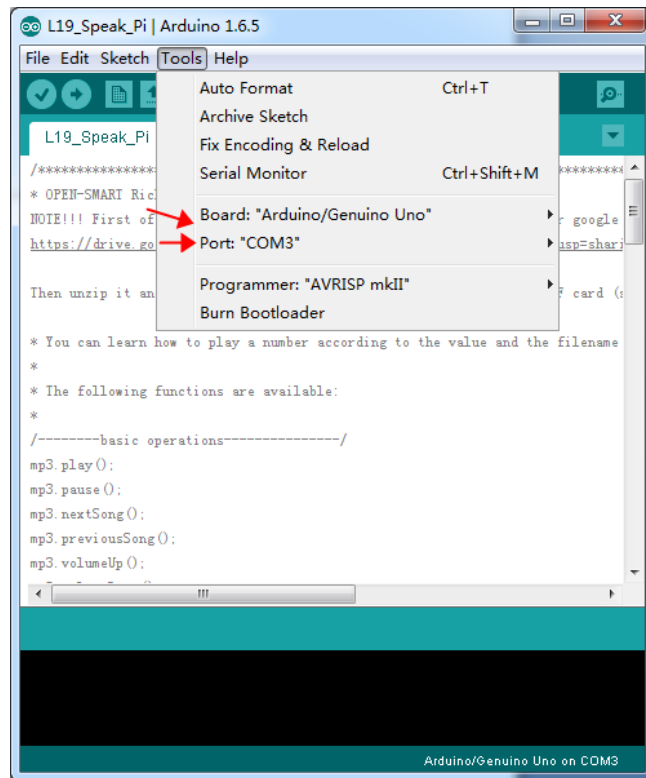 L19_Speak_Pi | Arduino 1.6.5
File Edit Sketch Tools Help
Auto Format Ctrl+T
Archive Sketch
Fix Encoding & Reload
Serial Monitor Ctrl+Shift+M
Board: "Arduino/Genuino Uno"
Port: "COM3"
Programmer: "AVRISP mkII"
Burn Bootloader
L19_Speak_Pi
/***************
* OPEN-SMART
NOTE!!! First of r google
https://drive.go usp=shari
Then unzip it an F card (s
* You can learn how to play a number according to the value and the filename
*
* The following functions are available:
*
/--------basic operations---------------/
mp3.play();
mp3.pause();
mp3.nextSong();
mp3.previousSong();
mp3.volumeUp();
Arduino/Genuino Uno on COM3